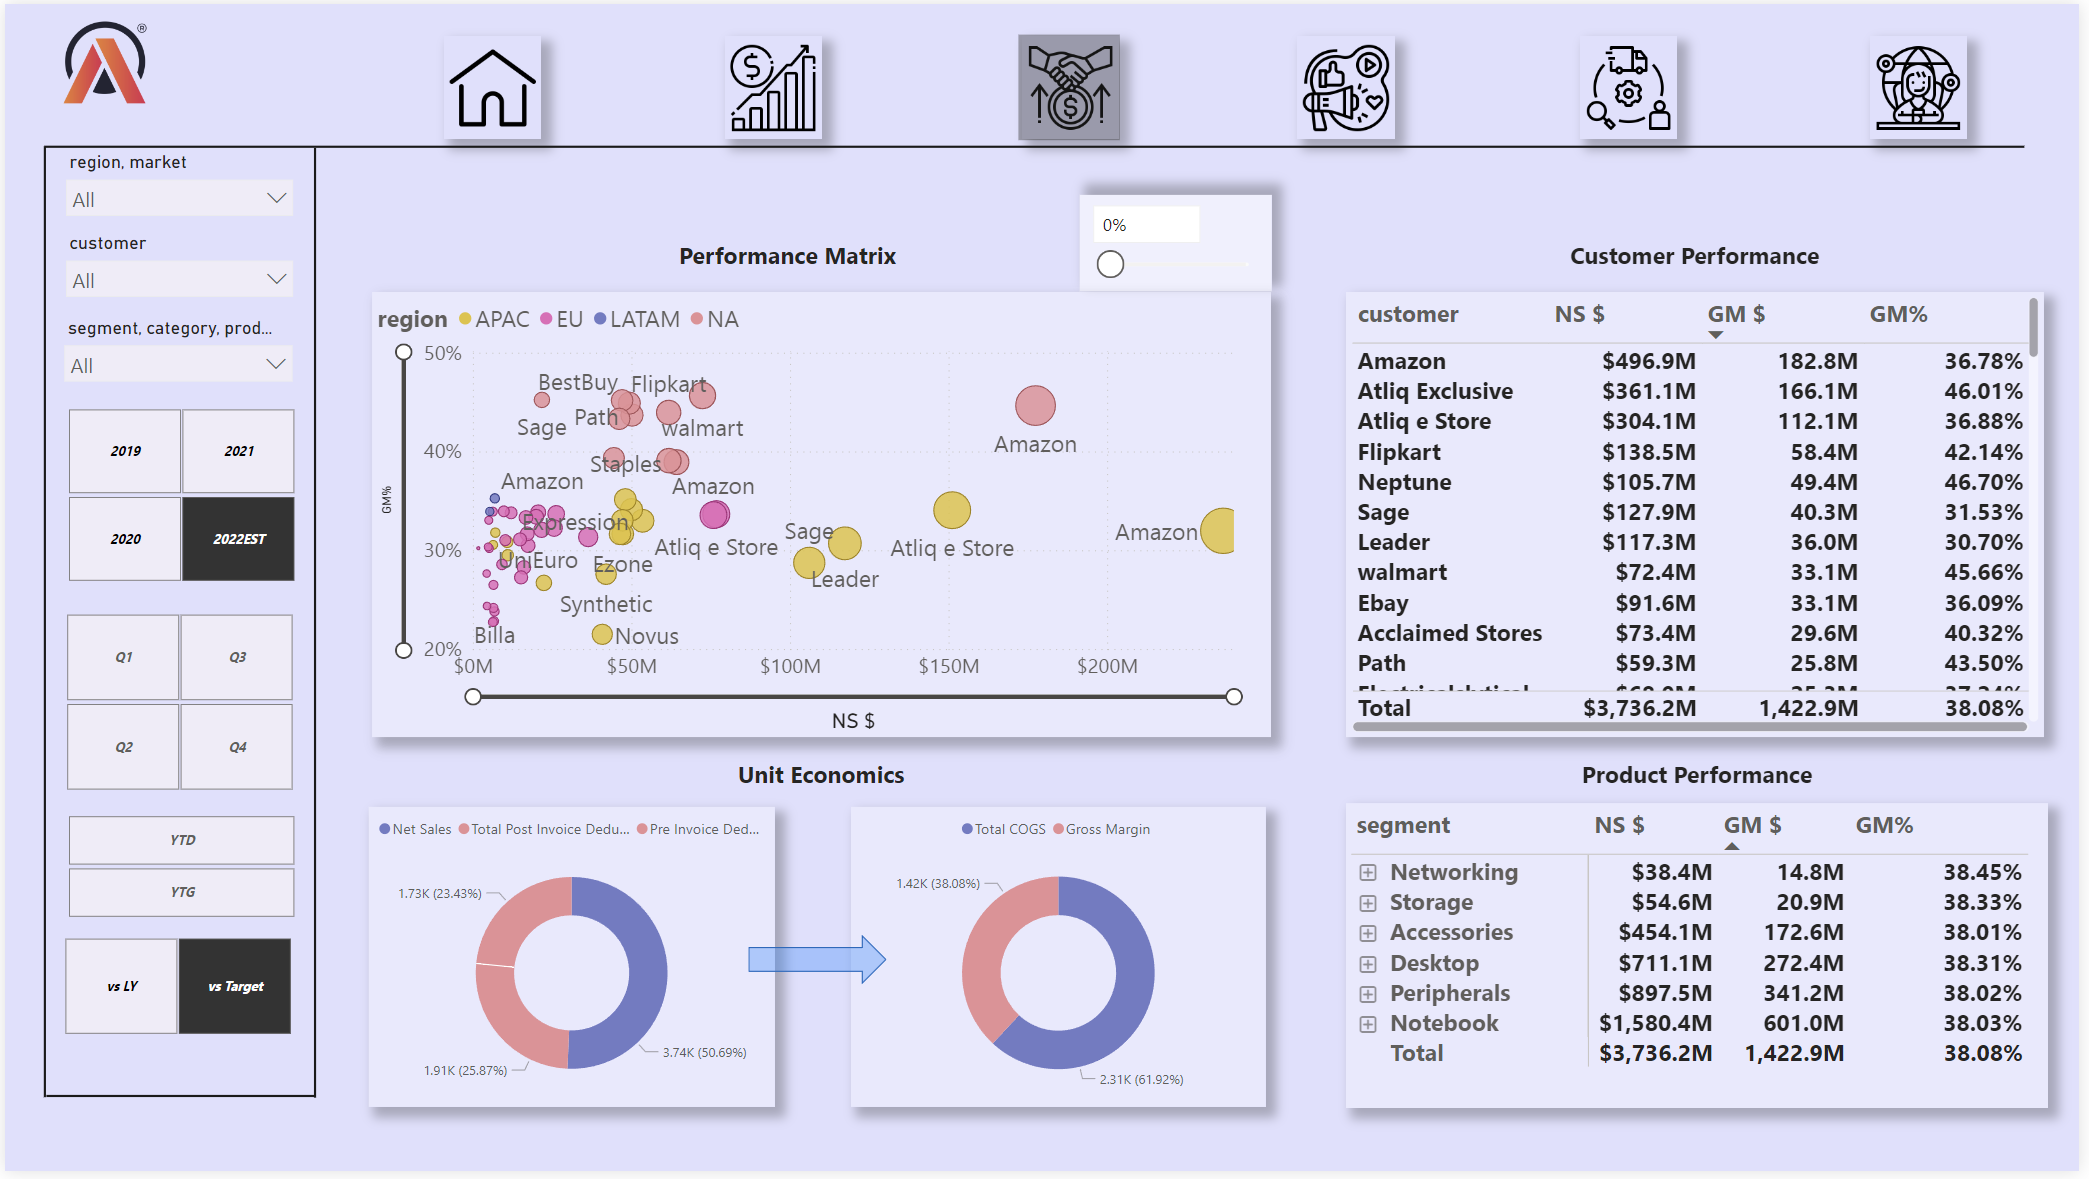 ®
region, market
All
customer
All
segment, category, prod...
All
2019
2021
2020
2022EST
Q1
Q3
Q2
Q4
YTD
YTG
vs LY
vs Target
0%
Performance Matrix
region APAC EU LATAM NA
GM%
50%
40%
30%
20%
BestBuy
Flipkart
Sage
Path
walmart
Amazon
Staples
Amazon
Amazon
Expression
Atliq e Store
Sage
Atliq e Store
Amazon
UniEuro
Ezone
Leader
Synthetic
Billa
Novus
$0M
$50M
$100M
$150M
$200M
NS $
Customer Performance
customer NS $ GM $ GM%
Amazon $496.9M 182.8M 36.78%
Atliq Exclusive $361.1M 166.1M 46.01%
Atliq e Store $304.1M 112.1M 36.88%
Flipkart $138.5M 58.4M 42.14%
Neptune $105.7M 49.4M 46.70%
Sage $127.9M 40.3M 31.53%
Leader $117.3M 36.0M 30.70%
walmart $72.4M 33.1M 45.66%
Ebay $91.6M 33.1M 36.09%
Acclaimed Stores $73.4M 29.6M 40.32%
Path $59.3M 25.8M 43.50%
Total $3,736.2M 1,422.9M 38.08%
Unit Economics
Net Sales Total Post Invoice Dedu... Pre Invoice Ded...
1.73K (23.43%)
1.91K (25.87%)
3.74K (50.69%)
Total COGS Gross Margin
1.42K (38.08%)
2.31K (61.92%)
Product Performance
segment NS $ GM $ GM%
Networking $38.4M 14.8M 38.45%
Storage $54.6M 20.9M 38.33%
Accessories $454.1M 172.6M 38.01%
Desktop $711.1M 272.4M 38.31%
Peripherals $897.5M 341.2M 38.02%
Notebook $1,580.4M 601.0M 38.03%
Total $3,736.2M 1,422.9M 38.08%